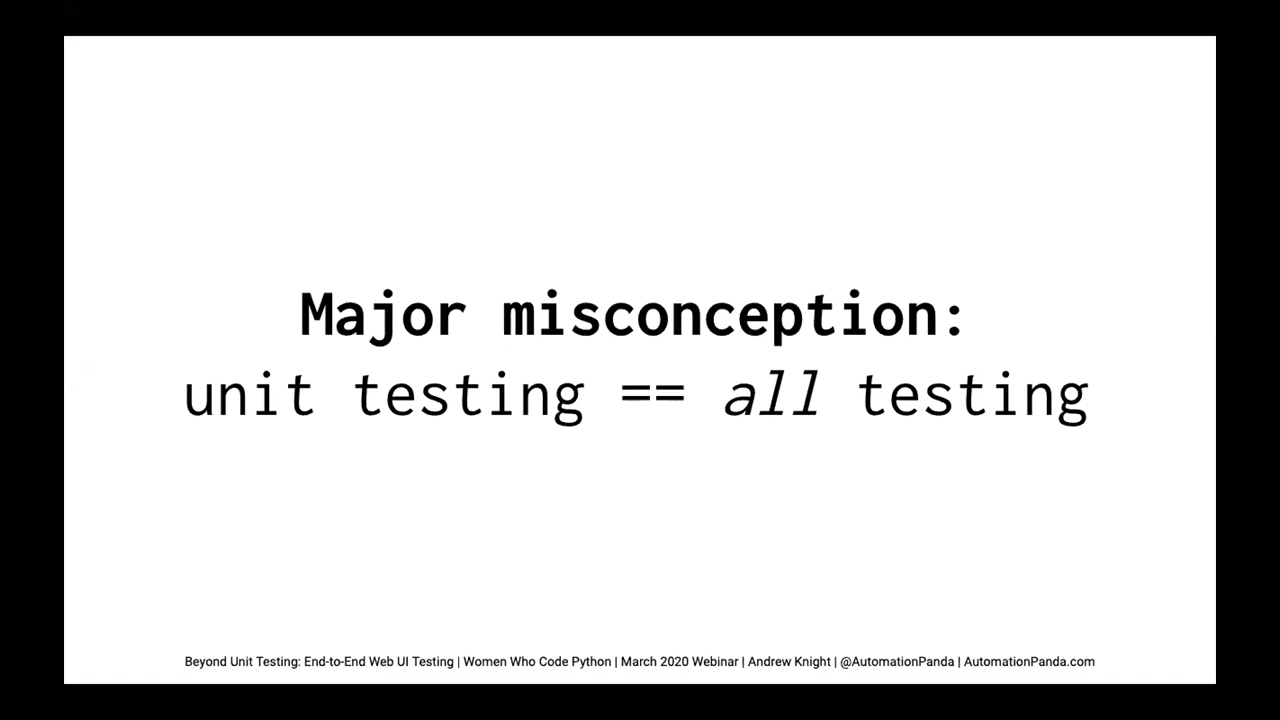 Major misconception:
unit testing == all testing
Beyond Unit Testing: End-to-End Web UI Testing | Women Who Code Python | March 2020 Webinar | Andrew Knight | @AutomationPanda | AutomationPanda.com